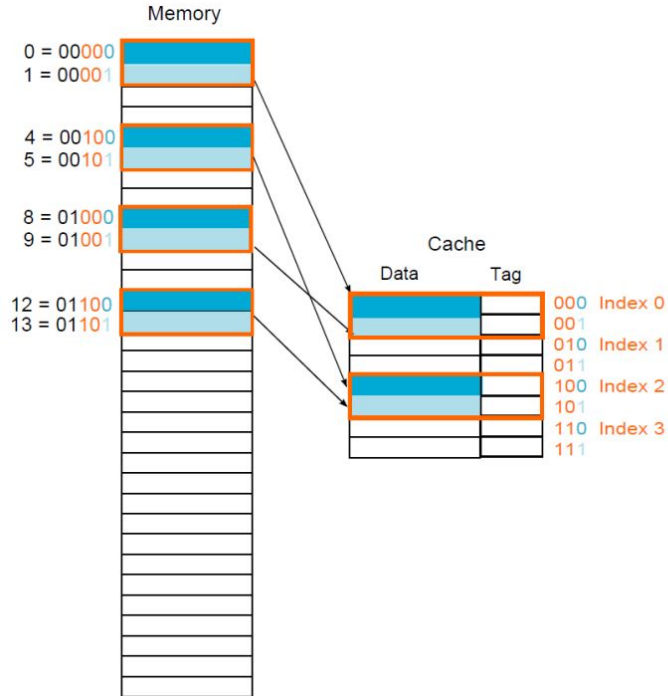 Memory
0 = 00000
1 = 00001
4 = 00100
5 = 00101
8 = 01000
9 = 01001
12 = 01100
13 = 01101
Cache
Data Tag
000 Index 0
001
010 Index 1
011
100 Index 2
101
110 Index 3
111